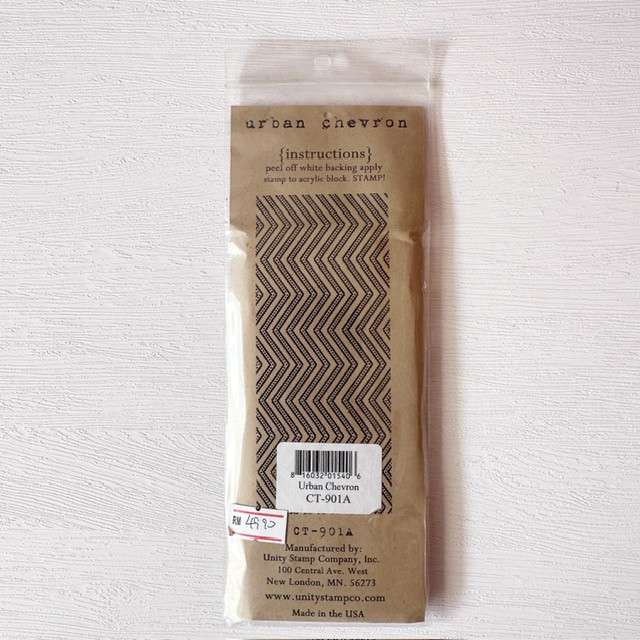 urban chevron
{instructions}
peel off white backing apply
stamp to acrylic block. STAMP!
8 16032 01540 6
Urban Chevron
CT-901A
RM 49.90
CT-901A
Manufactured by:
Unity Stamp Company, Inc.
100 Central Ave. West
New London, MN. 56273
www.unitystampco.com
Made in the USA